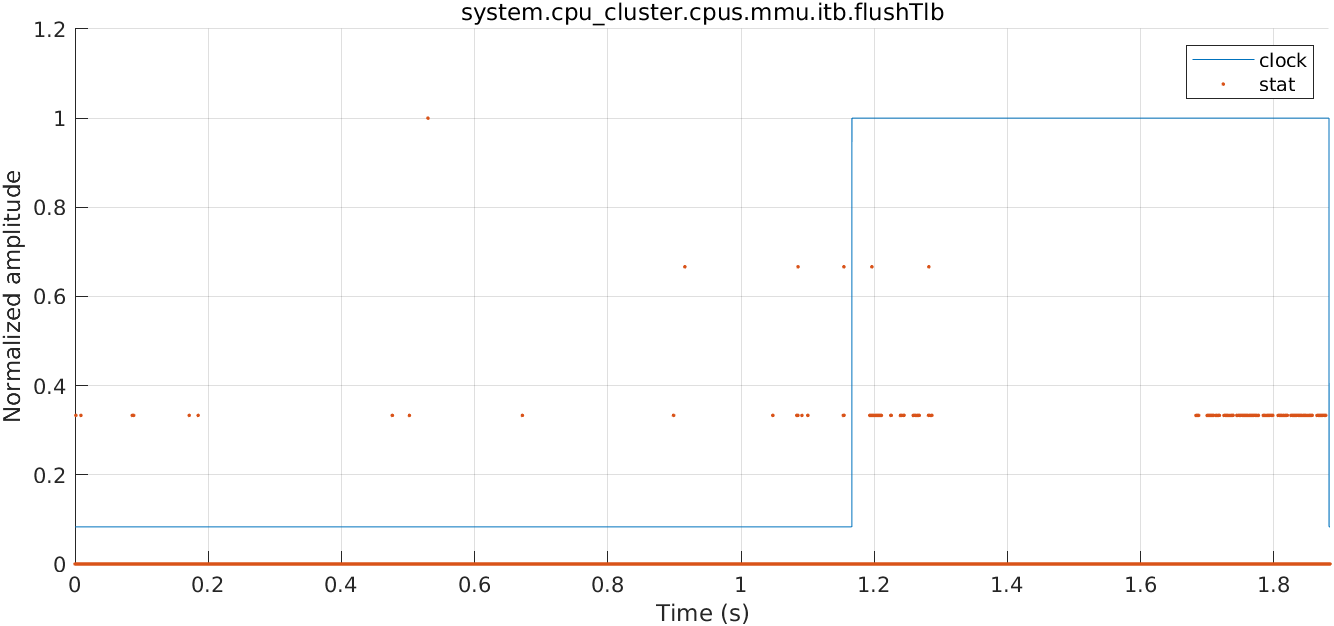 system.cpu_cluster.cpus.mmu.itb.flushTlb
1.2
1
0.8
0.6
0.4
0.2
0
Normalized amplitude
clock
stat
0 0.2 0.4 0.6 0.8 1 1.2 1.4 1.6 1.8
Time (s)